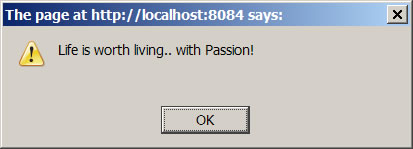 The page at http://localhost:8084 says:
Life is worth living.. with Passion!
OK